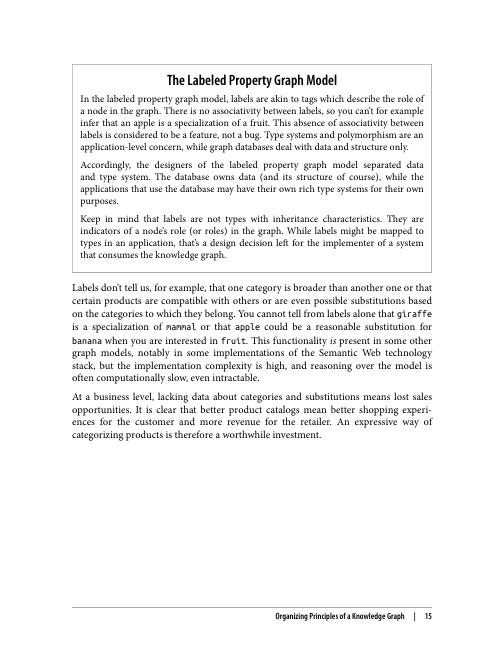 The Labeled Property Graph Model
In the labeled property graph model, labels are akin to tags which describe the role of
a node in the graph. There is no associativity between labels, so you can't for example
infer that an apple is a specialization of a fruit. This absence of associativity between
labels is considered to be a feature, not a bug. Type systems and polymorphism are an
application-level concern, while graph databases deal with data and structure only.
Accordingly, the designers of the labeled property graph model separated data
and type system. The database owns data (and its structure of course), while the
applications that use the database may have their own rich type systems for their own
purposes.
Keep in mind that labels are not types with inheritance characteristics. They are
indicators of a node's role (or roles) in the graph. While labels might be mapped to
types in an application, that's a design decision left for the implementer of a system
that consumes the knowledge graph.
Labels don't tell us, for example, that one category is broader than another one or that
certain products are compatible with others or are even possible substitutions based
on the categories to which they belong. You cannot tell from labels alone that giraffe
is a specialization of mammal or that apple could be a reasonable substitution for
banana when you are interested in fruit. This functionality is present in some other
graph models, notably in some implementations of the Semantic Web technology
stack, but the implementation complexity is high, and reasoning over the model is
often computationally slow, even intractable.
At a business level, lacking data about categories and substitutions means lost sales
opportunities. It is clear that better product catalogs mean better shopping experi-
ences for the customer and more revenue for the retailer. An expressive way of
categorizing products is therefore a worthwhile investment.
Organizing Principles of a Knowledge Graph | 15